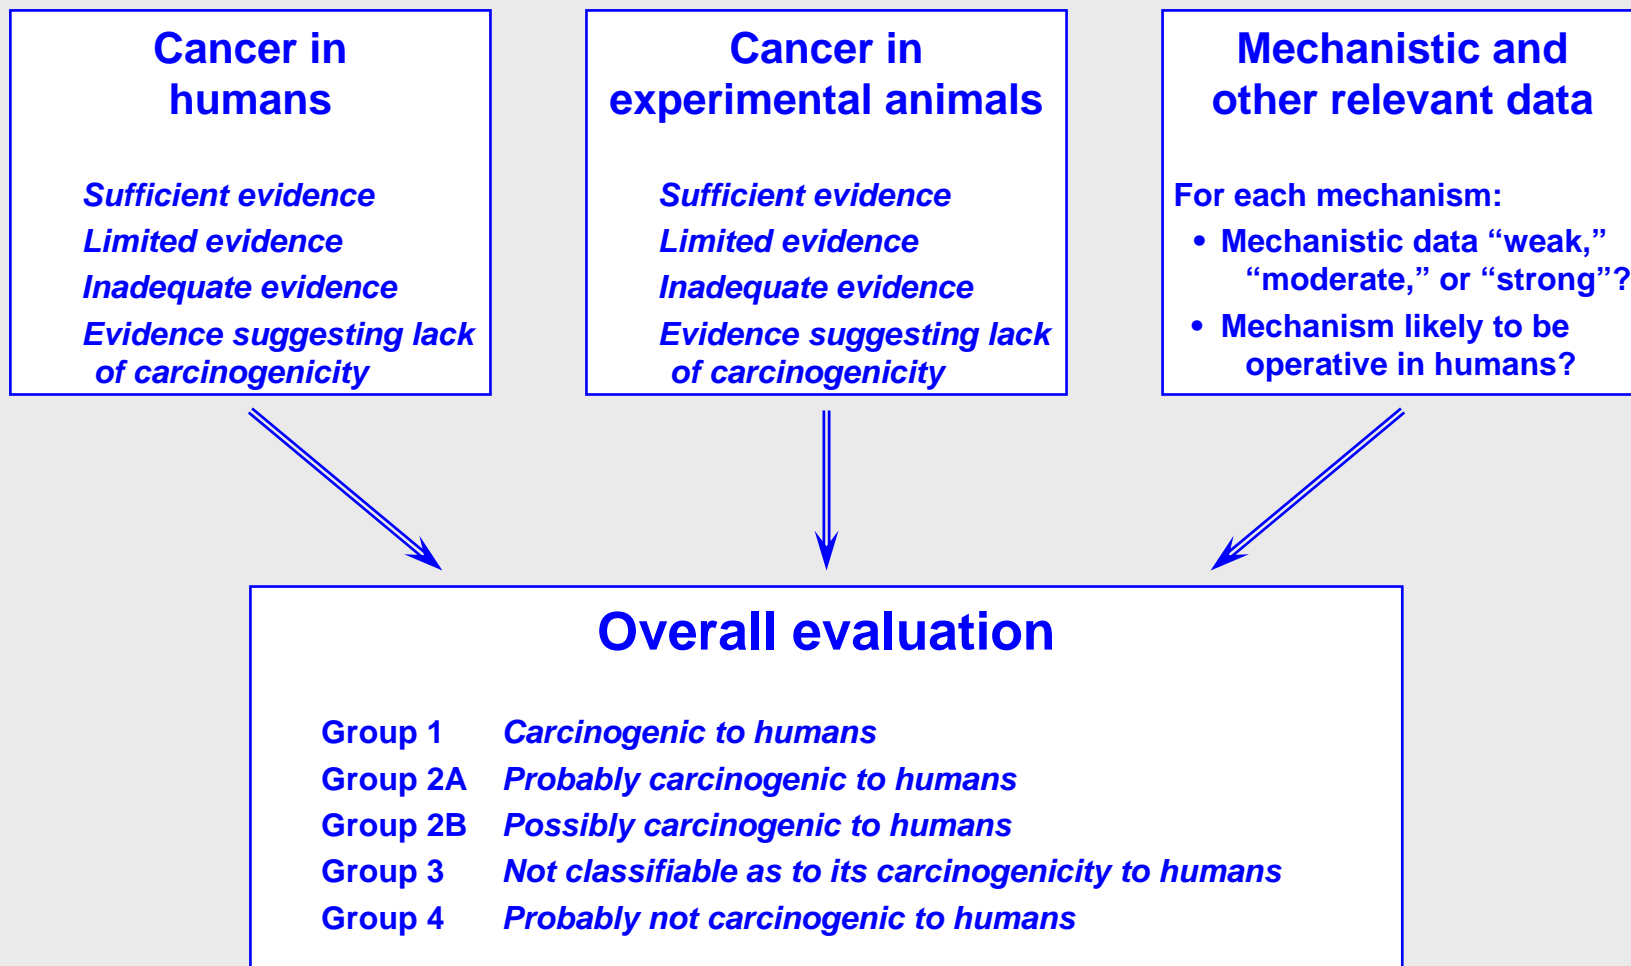 Cancer in
humans
Sufficient evidence
Limited evidence
Inadequate evidence
Evidence suggesting lack
of carcinogenicity
Cancer in
experimental animals
Sufficient evidence
Limited evidence
Inadequate evidence
Evidence suggesting lack
of carcinogenicity
Mechanistic and
other relevant data
For each mechanism:
• Mechanistic data “weak,”
“moderate,” or “strong”?
• Mechanism likely to be
operative in humans?
Overall evaluation
Group 1 Carcinogenic to humans
Group 2A Probably carcinogenic to humans
Group 2B Possibly carcinogenic to humans
Group 3 Not classifiable as to its carcinogenicity to humans
Group 4 Probably not carcinogenic to humans